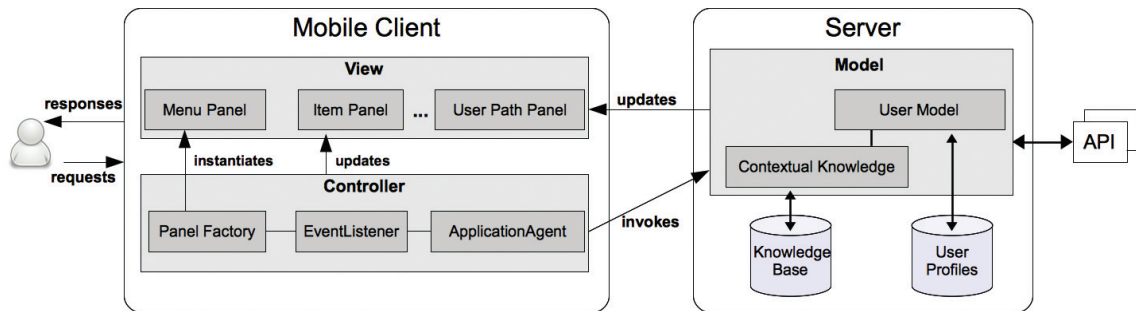 Mobile Client
Server
View
Model
responses
Menu Panel
Item Panel
...
User Path Panel
updates
User Model
API
instantiates
updates
requests
Contextual Knowledge
Controller
invokes
Panel Factory
EventListener
ApplicationAgent
Knowledge
Base
User
Profiles